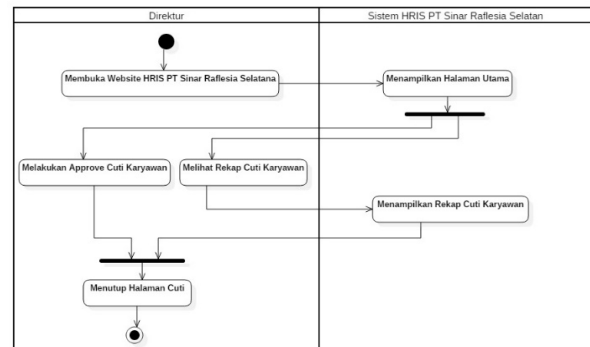 Direktur
Sistem HRIS PT Sinar Raflesia Selatan
Membuka Website HRIS PT Sinar Raflesia Selatana
Menampilkan Halaman Utama
Melakukan Approve Cuti Karyawan
Melihat Rekap Cuti Karyawan
Menampilkan Rekap Cuti Karyawan
Menutup Halaman Cuti